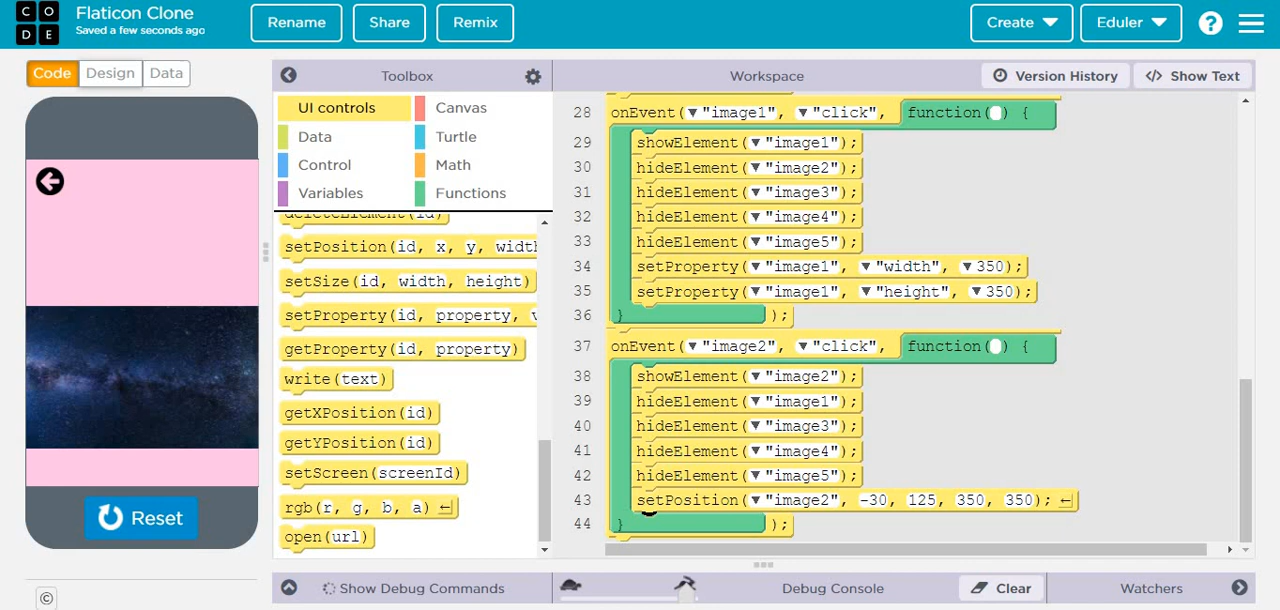 C O
D E
Flaticon Clone
Saved a few seconds ago
Rename
Share
Remix
Create
Eduler
?
Code
Design
Data
Toolbox
Workspace
Version History
</> Show Text
UI controls
Canvas
Data
Turtle
Control
Math
Variables
Functions
deleteElement(id)
setPosition(id, x, y, width
setSize(id, width, height)
setProperty(id, property, v
getProperty(id, property)
write(text)
getXPosition(id)
getYPosition(id)
setScreen(screenId)
rgb(r, g, b, a)
open(url)
28 onEvent(▼"image1", ▼"click", function( ) {
29 showElement(▼"image1");
30 hideElement(▼"image2");
31 hideElement(▼"image3");
32 hideElement(▼"image4");
33 hideElement(▼"image5");
34 setProperty(▼"image1", ▼"width", ▼350);
35 setProperty(▼"image1", ▼"height", ▼350);
36 } );
37 onEvent(▼"image2", ▼"click", function( ) {
38 showElement(▼"image2");
39 hideElement(▼"image1");
40 hideElement(▼"image3");
41 hideElement(▼"image4");
42 hideElement(▼"image5");
43 setPosition(▼"image2", -30, 125, 350, 350);
44 } );
Reset
©
Show Debug Commands
Debug Console
Clear
Watchers